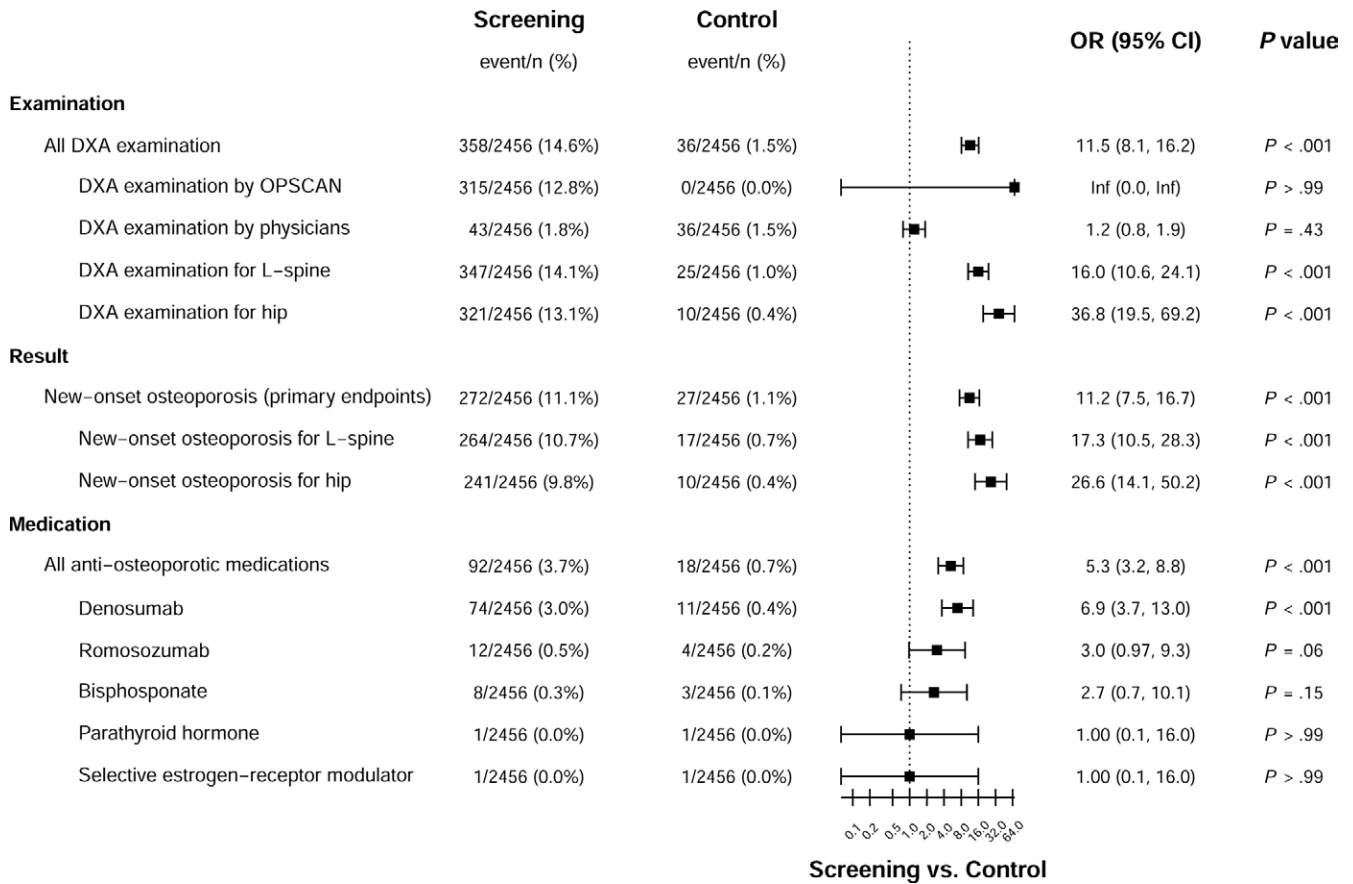 Screening Control
event/n (%) event/n (%) OR (95% CI) P value
Examination
All DXA examination 358/2456 (14.6%) 36/2456 (1.5%) 11.5 (8.1, 16.2) P < .001
DXA examination by OPSCAN 315/2456 (12.8%) 0/2456 (0.0%) Inf (0.0, Inf) P > .99
DXA examination by physicians 43/2456 (1.8%) 36/2456 (1.5%) 1.2 (0.8, 1.9) P = .43
DXA examination for L−spine 347/2456 (14.1%) 25/2456 (1.0%) 16.0 (10.6, 24.1) P < .001
DXA examination for hip 321/2456 (13.1%) 10/2456 (0.4%) 36.8 (19.5, 69.2) P < .001
Result
New−onset osteoporosis (primary endpoints) 272/2456 (11.1%) 27/2456 (1.1%) 11.2 (7.5, 16.7) P < .001
New−onset osteoporosis for L−spine 264/2456 (10.7%) 17/2456 (0.7%) 17.3 (10.5, 28.3) P < .001
New−onset osteoporosis for hip 241/2456 (9.8%) 10/2456 (0.4%) 26.6 (14.1, 50.2) P < .001
Medication
All anti−osteoporotic medications 92/2456 (3.7%) 18/2456 (0.7%) 5.3 (3.2, 8.8) P < .001
Denosumab 74/2456 (3.0%) 11/2456 (0.4%) 6.9 (3.7, 13.0) P < .001
Romosozumab 12/2456 (0.5%) 4/2456 (0.2%) 3.0 (0.97, 9.3) P = .06
Bisphosponate 8/2456 (0.3%) 3/2456 (0.1%) 2.7 (0.7, 10.1) P = .15
Parathyroid hormone 1/2456 (0.0%) 1/2456 (0.0%) 1.00 (0.1, 16.0) P > .99
Selective estrogen−receptor modulator 1/2456 (0.0%) 1/2456 (0.0%) 1.00 (0.1, 16.0) P > .99
0.1 0.2 0.5 1.0 2.0 4.0 8.0 16.0 32.0 64.0
Screening vs. Control